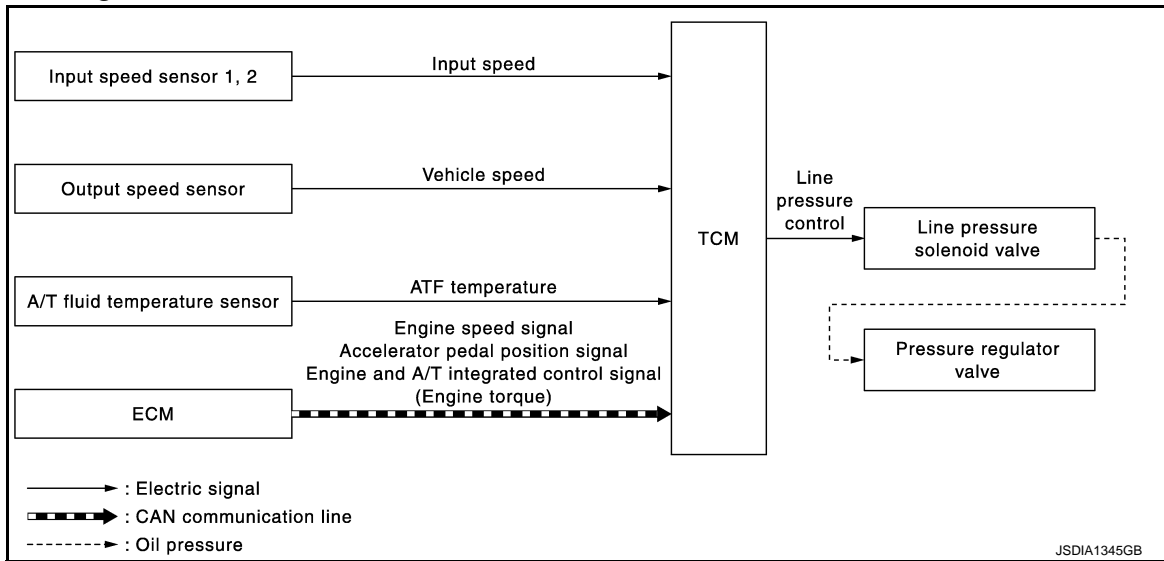 Input speed sensor 1, 2
Input speed
Output speed sensor
Vehicle speed
A/T fluid temperature sensor
ATF temperature
Engine speed signal
Accelerator pedal position signal
Engine and A/T integrated control signal
(Engine torque)
ECM
TCM
Line
pressure
control
Line pressure
solenoid valve
Pressure regulator
valve
: Electric signal
: CAN communication line
: Oil pressure
JSDIA1345GB